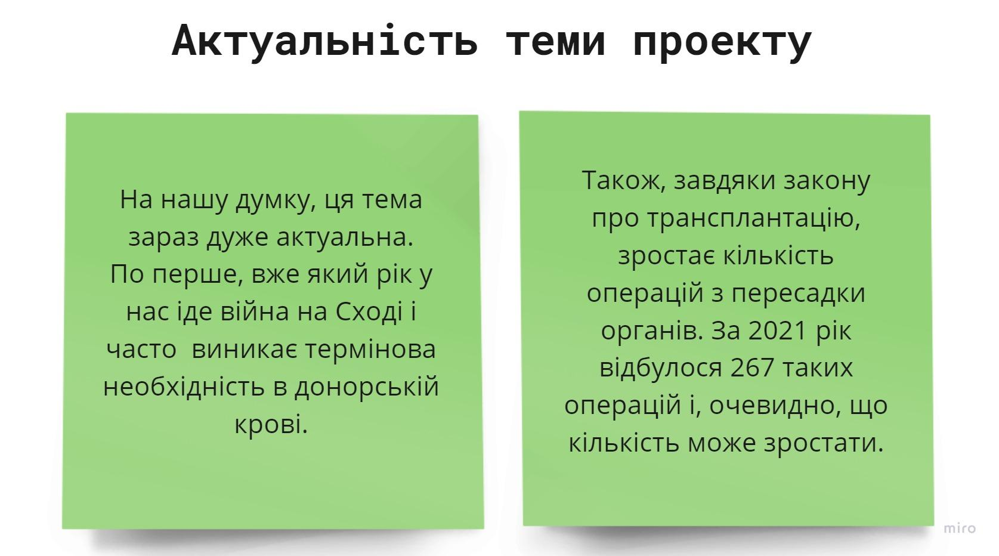 Актуальність теми проекту
На нашу думку, ця тема
зараз дуже актуальна.
По перше, вже який рік у
нас іде війна на Сході і
часто  виникає термінова
необхідність в донорській
крові.
Також, завдяки закону
про трансплантацію,
зростає кількість
операцій з пересадки
органів. За 2021 рік
відбулося 267 таких
операцій і, очевидно, що
кількість може зростати.
miro